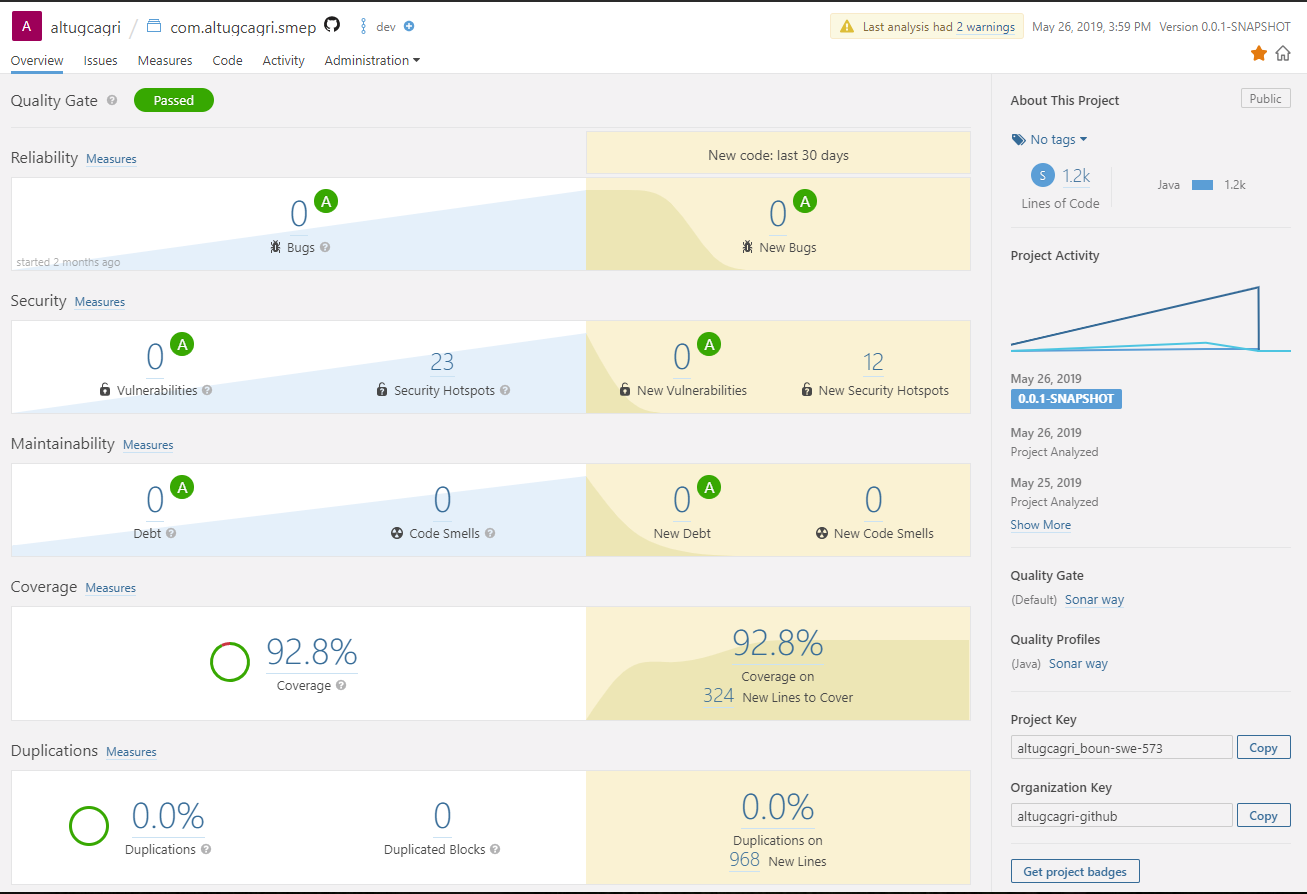 A altugcagri / com.altugcagri.smep dev
Last analysis had 2 warnings May 26, 2019, 3:59 PM Version 0.0.1-SNAPSHOT
Overview Issues Measures Code Activity Administration
Quality Gate ? Passed
Reliability Measures
New code: last 30 days
0 A
Bugs ?
started 2 months ago
0 A
New Bugs
Security Measures
0 A
Vulnerabilities ?
23
Security Hotspots ?
0 A
New Vulnerabilities
12
New Security Hotspots
Maintainability Measures
0 A
Debt ?
0
Code Smells ?
0 A
New Debt
0
New Code Smells
Coverage Measures
92.8%
Coverage ?
92.8%
Coverage on
324 New Lines to Cover
Duplications Measures
0.0%
Duplications ?
0
Duplicated Blocks ?
0.0%
Duplications on
968 New Lines
About This Project Public
No tags
S 1.2k
Lines of Code
Java 1.2k
Project Activity
May 26, 2019
0.0.1-SNAPSHOT
May 26, 2019
Project Analyzed
May 25, 2019
Project Analyzed
Show More
Quality Gate
(Default) Sonar way
Quality Profiles
(Java) Sonar way
Project Key
altugcagri_boun-swe-573 Copy
Organization Key
altugcagri-github Copy
Get project badges